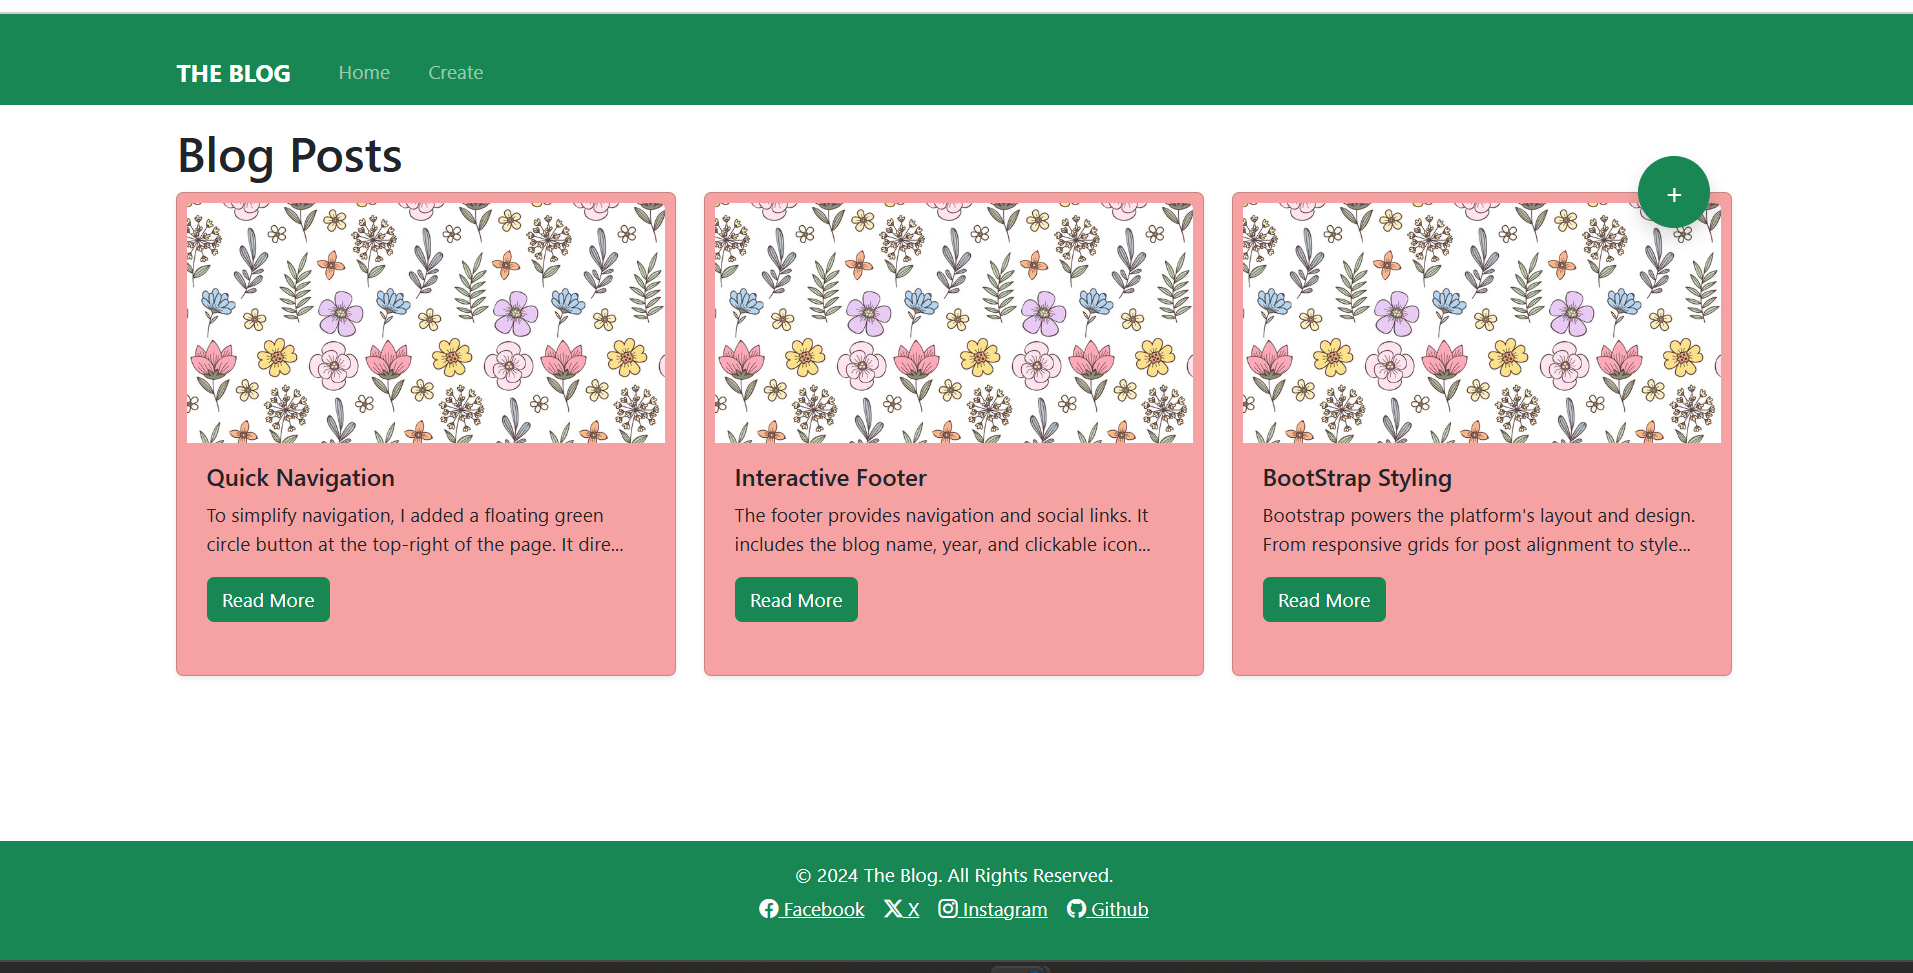 THE BLOG Home Create
Blog Posts
+
Quick Navigation
To simplify navigation, I added a floating green
circle button at the top-right of the page. It dire...
Read More
Interactive Footer
The footer provides navigation and social links. It
includes the blog name, year, and clickable icon...
Read More
BootStrap Styling
Bootstrap powers the platform's layout and design.
From responsive grids for post alignment to style...
Read More
© 2024 The Blog. All Rights Reserved.
Facebook X Instagram Github